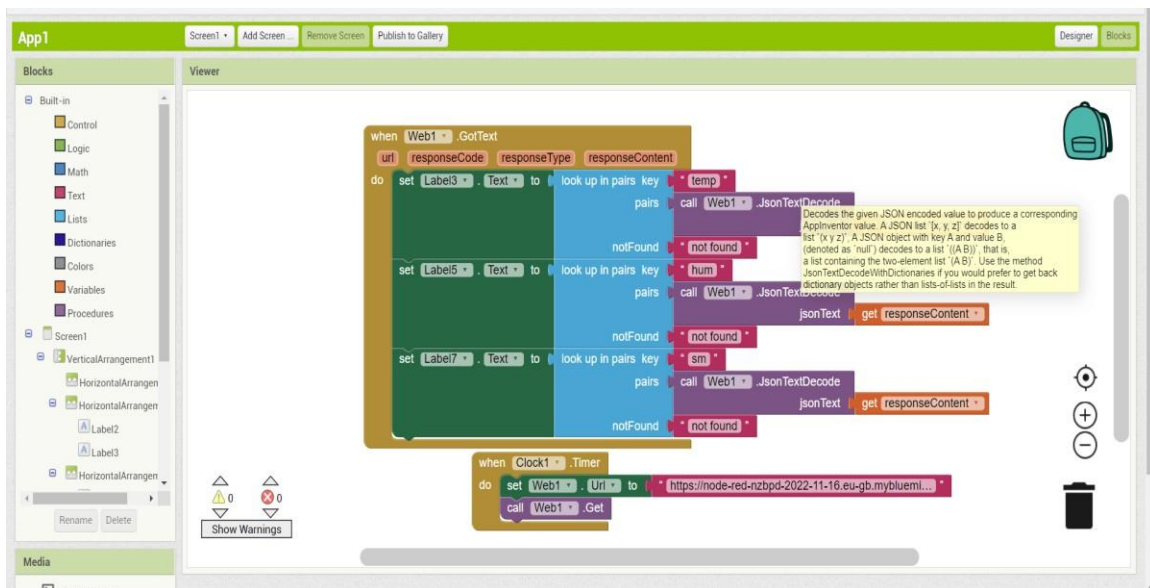 App1
Screen1 Add Screen ... Remove Screen Publish to Gallery Designer Blocks
Blocks
Viewer
Built-in
Control
Logic
Math
Text
Lists
Dictionaries
Colors
Variables
Procedures
Screen1
VerticalArrangement1
HorizontalArrangen
HorizontalArrangen
Label2
Label3
HorizontalArrangen
Rename Delete
Media
when Web1 .GotText
url responseCode responseType responseContent
do set Label3 . Text to look up in pairs key " temp "
pairs call Web1 .JsonTextDecode
notFound " not found "
Decodes the given JSON encoded value to produce a corresponding
AppInventor value. A JSON list `[x, y, z]` decodes to a
list `(x y z)`, A JSON object with key A and value B,
(denoted as `null`) decodes to a list `((A B))`, that is,
a list containing the two-element list `(A B)`. Use the method
JsonTextDecodeWithDictionaries if you would prefer to get back
dictionary objects rather than lists-of-lists in the result.
set Label5 . Text to look up in pairs key " hum "
pairs call Web1 .JsonTextDecode
jsonText get responseContent
notFound " not found "
set Label7 . Text to look up in pairs key " sm "
pairs call Web1 .JsonTextDecode
jsonText get responseContent
notFound " not found "
when Clock1 .Timer
do set Web1 . Url to " https://node-red-nzbpd-2022-11-16.eu-gb.mybluemi... "
call Web1 .Get
0 0
Show Warnings